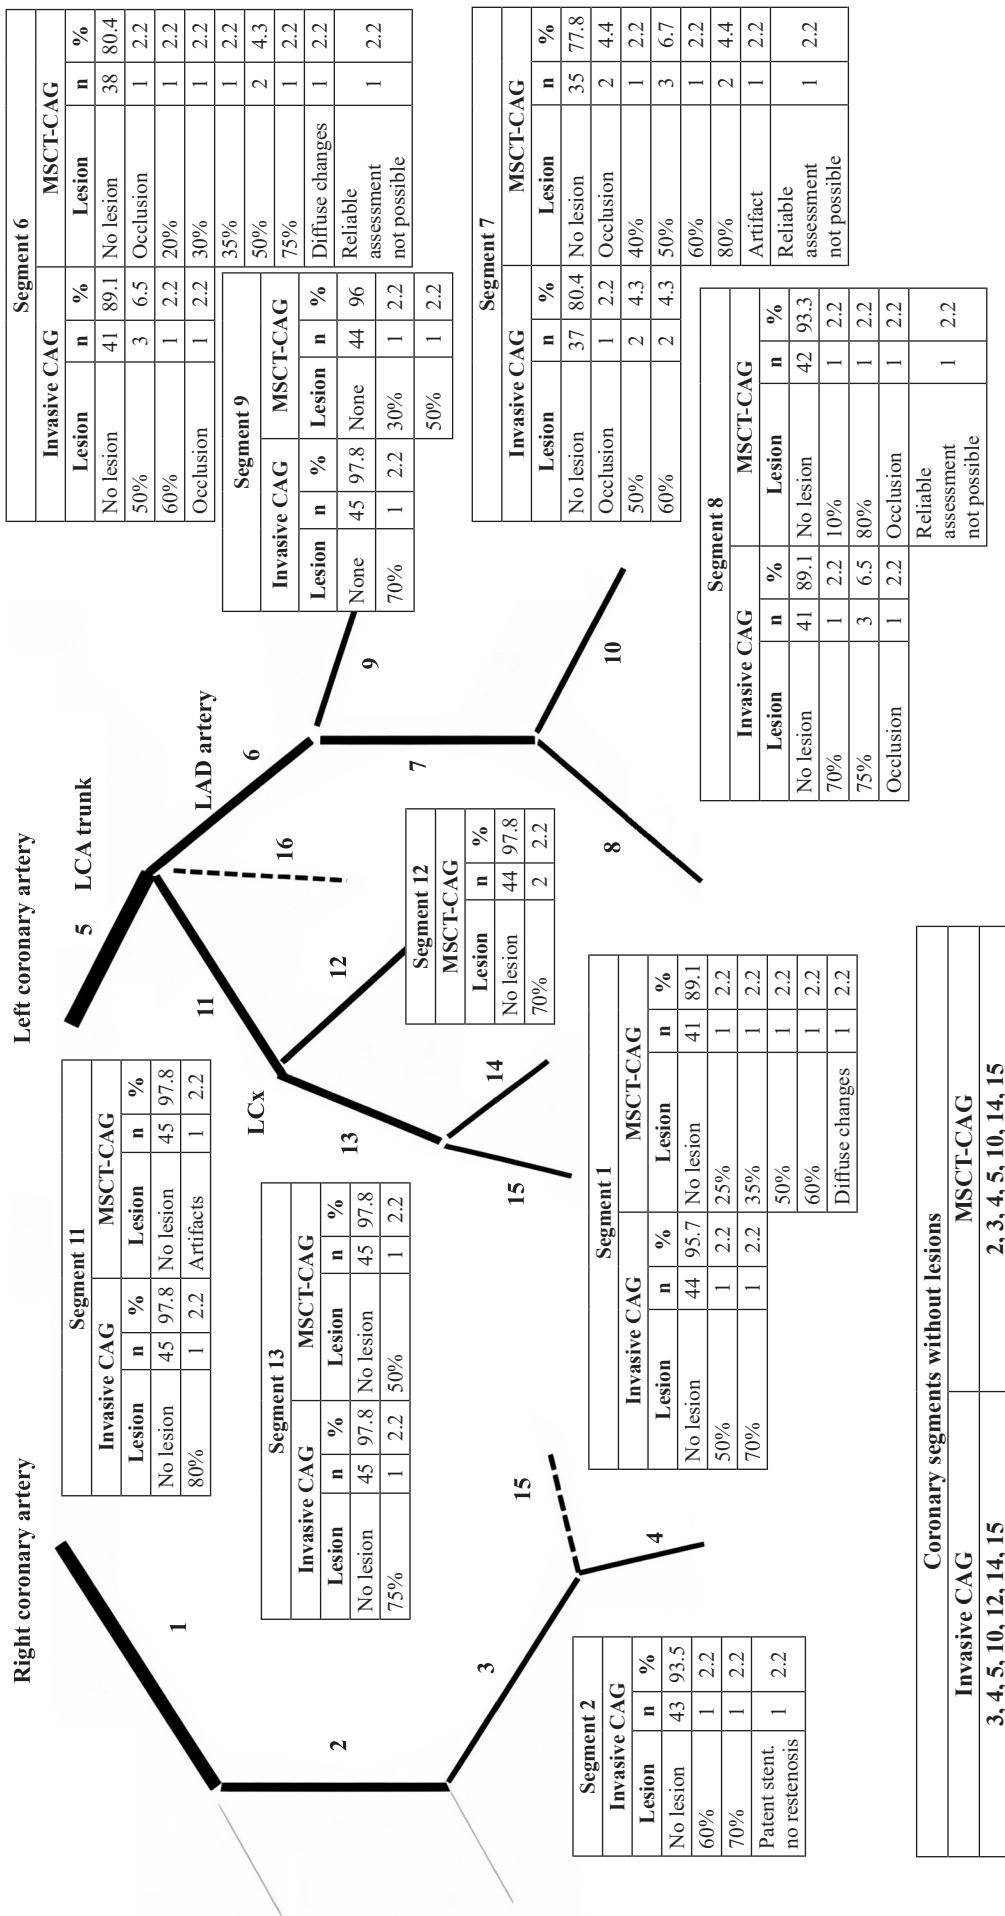 Right coronary artery
Left coronary artery
1
2
3
4
15
5 LCA trunk
LAD artery
6
16
11
9
7
12
LCx
13
14
15
8
10
Segment 11
Invasive CAG MSCT-CAG
Lesion n % Lesion n %
No lesion 45 97.8 No lesion 45 97.8
80% 1 2.2 Artifacts 1 2.2
Segment 13
Invasive CAG MSCT-CAG
Lesion n % Lesion n %
No lesion 45 97.8 No lesion 45 97.8
75% 1 2.2 50% 1 2.2
Segment 2
Invasive CAG
Lesion n %
No lesion 43 93.5
60% 1 2.2
70% 1 2.2
Patent stent. 1 2.2
no restenosis
Segment 1
Invasive CAG MSCT-CAG
Lesion n % Lesion n %
No lesion 44 95.7 No lesion 41 89.1
50% 1 2.2 25% 1 2.2
70% 1 2.2 35% 1 2.2
50% 1 2.2
60% 1 2.2
Diffuse changes 1 2.2
Segment 12
MSCT-CAG
Lesion n %
No lesion 44 97.8
70% 2 2.2
Segment 6
Invasive CAG MSCT-CAG
Lesion n % Lesion n %
No lesion 41 89.1 No lesion 38 80.4
50% 3 6.5 Occlusion 1 2.2
60% 1 2.2 20% 1 2.2
Occlusion 1 2.2 30% 1 2.2
35% 1 2.2
50% 2 4.3
75% 1 2.2
Diffuse changes 1 2.2
Reliable
assessment 1 2.2
not possible
Segment 9
Invasive CAG MSCT-CAG
Lesion n % Lesion n %
None 45 97.8 None 44 96
70% 1 2.2 30% 1 2.2
50% 1 2.2
Segment 7
Invasive CAG MSCT-CAG
Lesion n % Lesion n %
No lesion 37 80.4 No lesion 35 77.8
Occlusion 1 2.2 Occlusion 2 4.4
50% 2 4.3 40% 1 2.2
60% 2 4.3 50% 3 6.7
60% 1 2.2
80% 2 4.4
Artifact 1 2.2
Reliable
assessment 1 2.2
not possible
Segment 8
Invasive CAG MSCT-CAG
Lesion n % Lesion n %
No lesion 41 89.1 No lesion 42 93.3
70% 1 2.2 10% 1 2.2
75% 3 6.5 80% 1 2.2
Occlusion 1 2.2 Occlusion 1 2.2
Reliable
assessment 1 2.2
not possible
Coronary segments without lesions
Invasive CAG MSCT-CAG
3, 4, 5, 10, 12, 14, 15 2, 3, 4, 5, 10, 14, 15